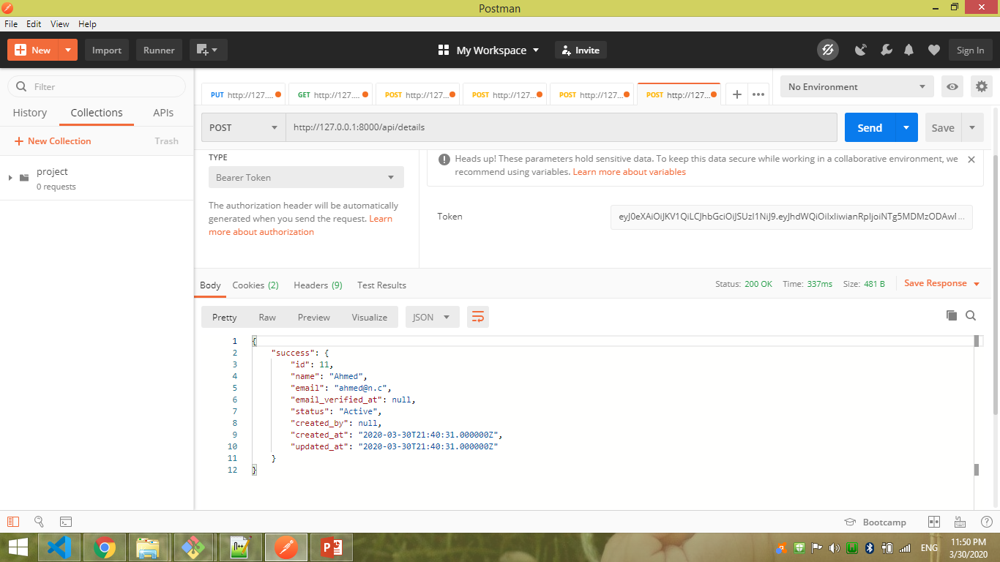 Postman
File Edit View Help
New Import Runner My Workspace Invite Sign In
Filter
History Collections APIs
New Collection Trash
project
0 requests
PUT http://127.... GET http://127.... POST http://127... POST http://127... POST http://127... POST http://127...
No Environment
POST http://127.0.0.1:8000/api/details Send Save
TYPE
Bearer Token
The authorization header will be automatically
generated when you send the request. Learn
more about authorization
Heads up! These parameters hold sensitive data. To keep this data secure while working in a collaborative environment, we
recommend using variables. Learn more about variables
Token
Body Cookies (2) Headers (9) Test Results Status: 200 OK Time: 337ms Size: 481 B Save Response
Pretty Raw Preview Visualize JSON
1 {
2 "success": {
3 "id": 11,
4 "name": "Ahmed",
5 "email": "ahmed@n.c",
6 "email_verified_at": null,
7 "status": "Active",
8 "created_by": null,
9 "created_at": "2020-03-30T21:40:31.000000Z",
10 "updated_at": "2020-03-30T21:40:31.000000Z"
11 }
12 }
Bootcamp
ENG
11:50 PM
3/30/2020